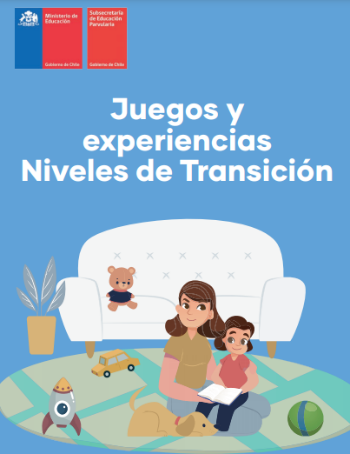 Ministerio de
Educación
Gobierno de Chile
Subsecretaría
de Educación
Parvularia
Gobierno de Chile
Juegos y
experiencias
Niveles de Transición